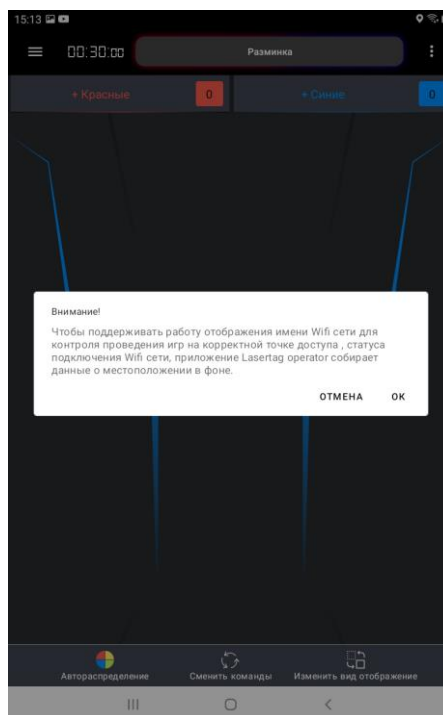 15:13
00:30:00 Разминка
+ Красные 0 + Синие 0
Внимание!
Чтобы поддерживать работу отображения имени Wifi сети для
контроля проведения игр на корректной точке доступа , статуса
подключения Wifi сети, приложение Lasertag operator собирает
данные о местоположении в фоне.
ОТМЕНА ОК
Автораспределение Сменить команды Изменить вид отображение